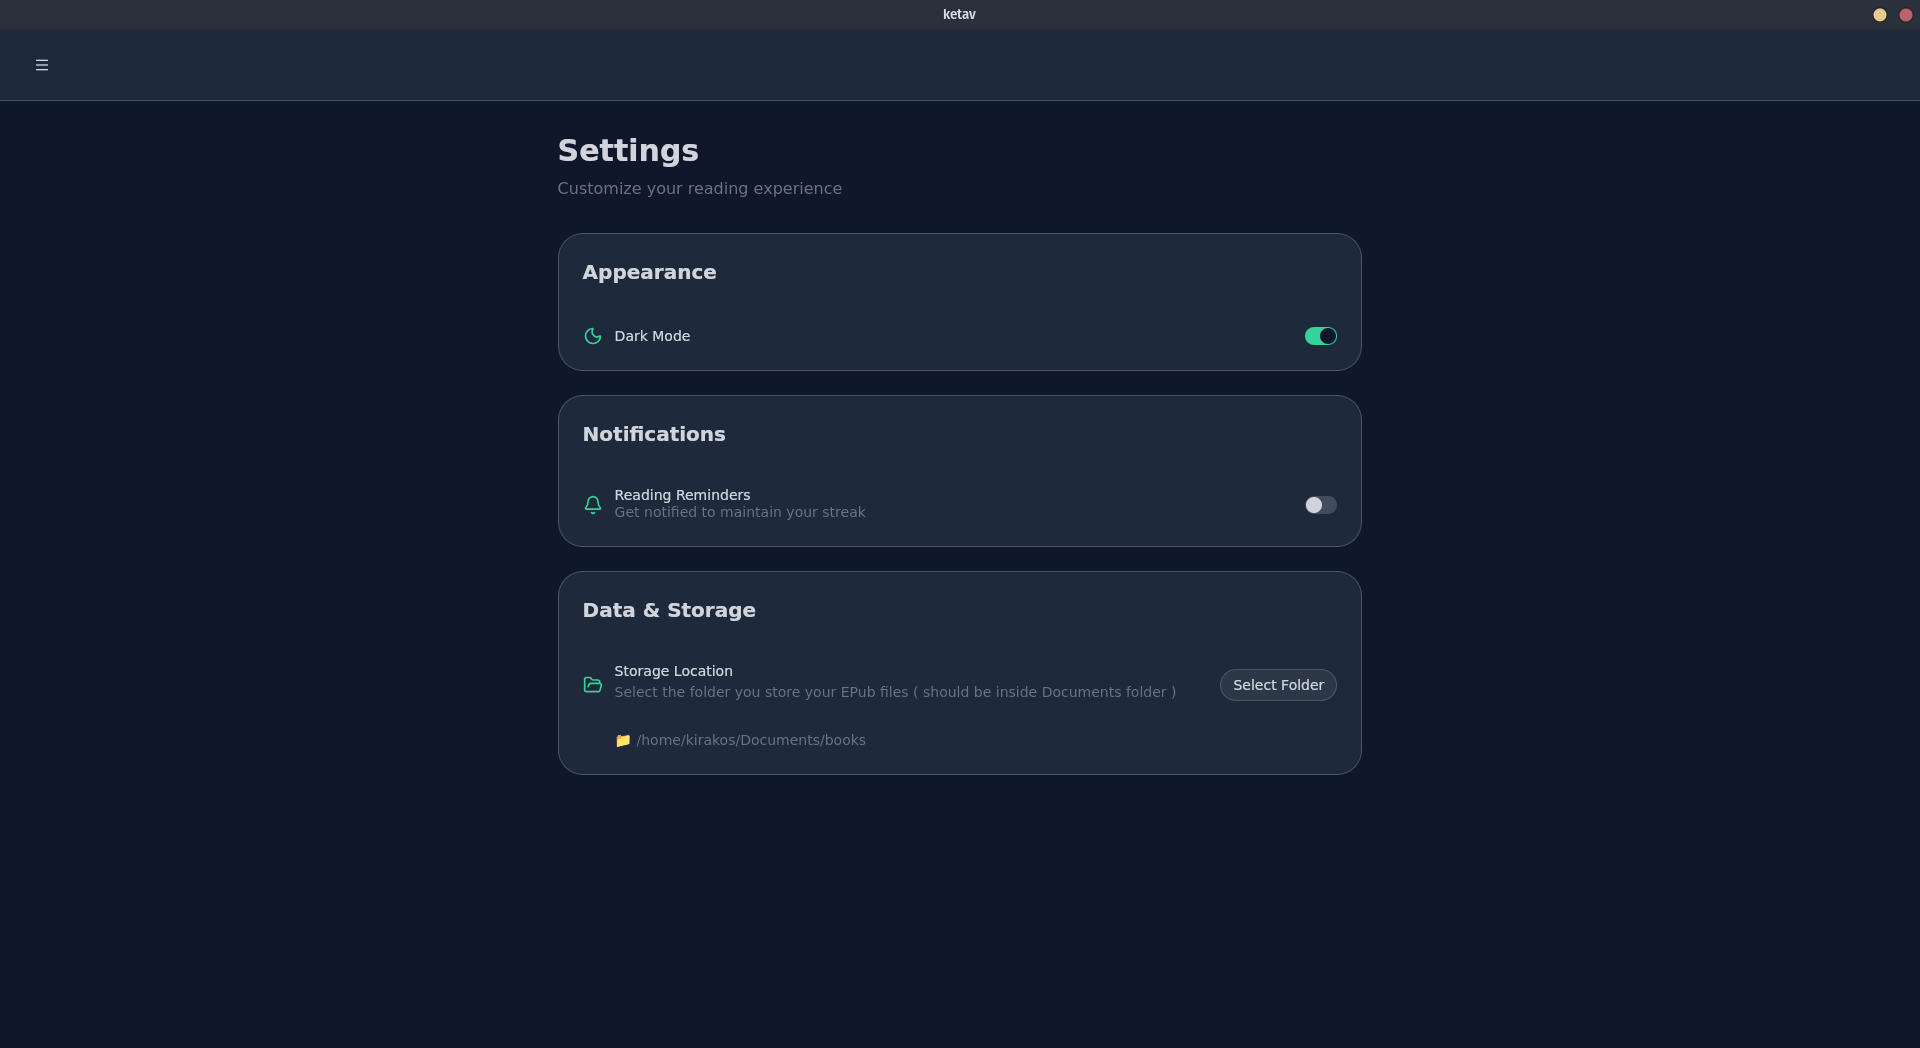 ketav
Settings
Customize your reading experience
Appearance
Dark Mode
Notifications
Reading Reminders
Get notified to maintain your streak
Data & Storage
Storage Location
Select the folder you store your EPub files ( should be inside Documents folder )
Select Folder
/home/kirakos/Documents/books